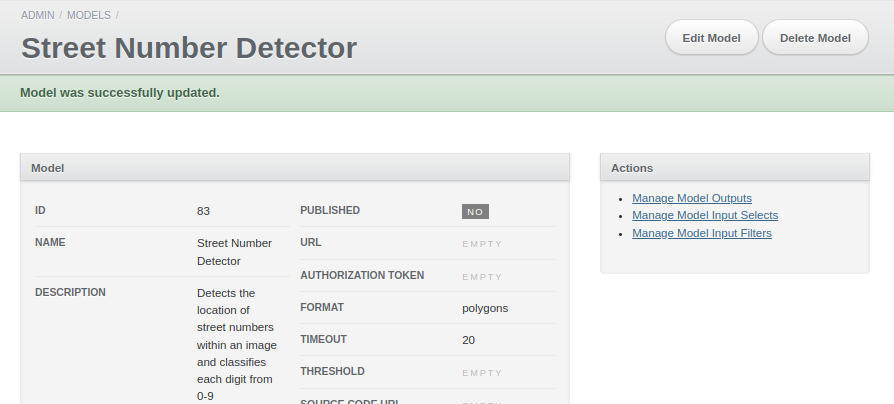 ADMIN / MODELS /
Street Number Detector
Edit Model
Delete Model
Model was successfully updated.
Model
ID
83
NAME
Street Number
Detector
DESCRIPTION
Detects the
location of
street numbers
within an image
and classifies
each digit from
0-9
PUBLISHED
NO
URL
EMPTY
AUTHORIZATION TOKEN
EMPTY
FORMAT
polygons
TIMEOUT
20
THRESHOLD
EMPTY
SOURCE CODE URL
EMPTY
Actions
Manage Model Outputs
Manage Model Input Selects
Manage Model Input Filters